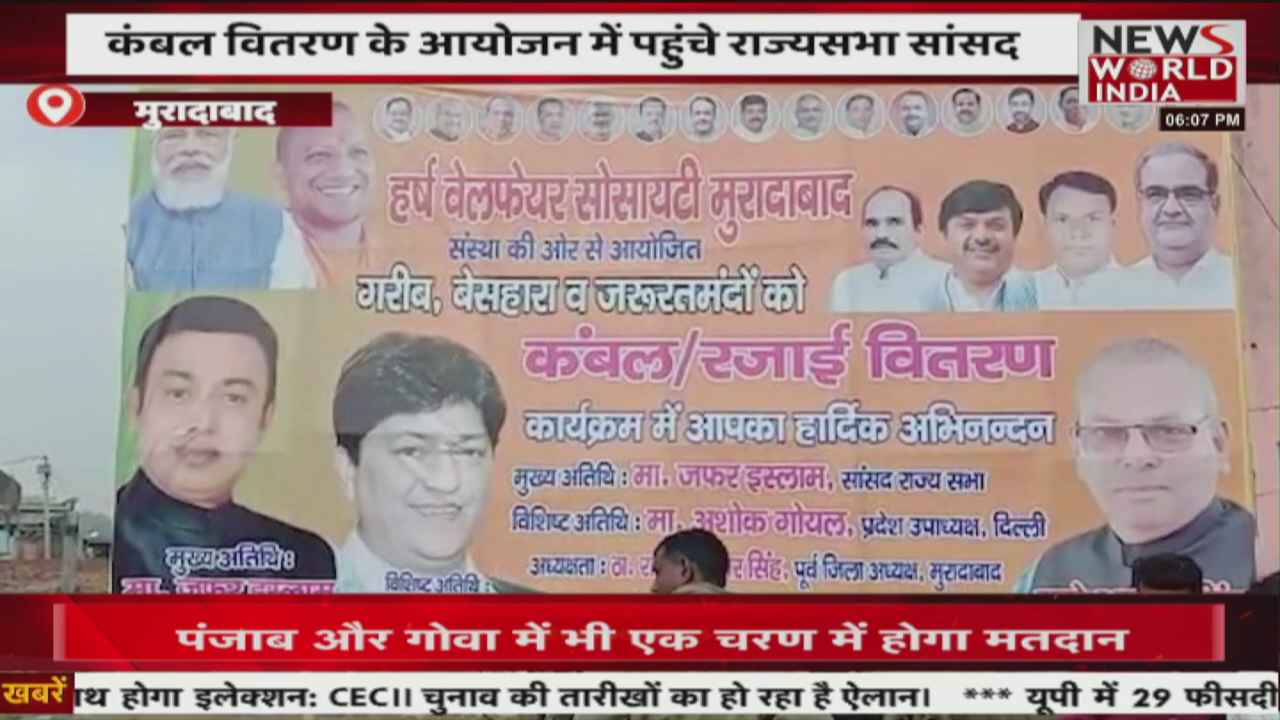 कंबल वितरण के आयोजन में पहुंचे राज्यसभा सांसद
NEWS
WORLD
INDIA
06:07 PM
मुरादाबाद
हर्ष वेलफेयर सोसायटी मुरादाबाद
संस्था की ओर से आयोजित
गरीब, बेसहारा व जरूरतमंदों को
कंबल/रजाई वितरण
कार्यक्रम में आपका हार्दिक अभिनन्दन
मुख्य अतिथि : मा. जफर इस्लाम, सांसद राज्य सभा
विशिष्ट अतिथि : मा. अशोक गोयल, प्रदेश उपाध्यक्ष, दिल्ली
अध्यक्षता : ठा. सिंह, पूर्व जिला अध्यक्ष, मुरादाबाद
मुख्य अतिथि :
मा. जफर इस्लाम
विशिष्ट अतिथि :
पंजाब और गोवा में भी एक चरण में होगा मतदान
खबरें
होगा इलेक्शन: CEC।। चुनाव की तारीखों का हो रहा है ऐलान। *** यूपी में 29 फीसदी